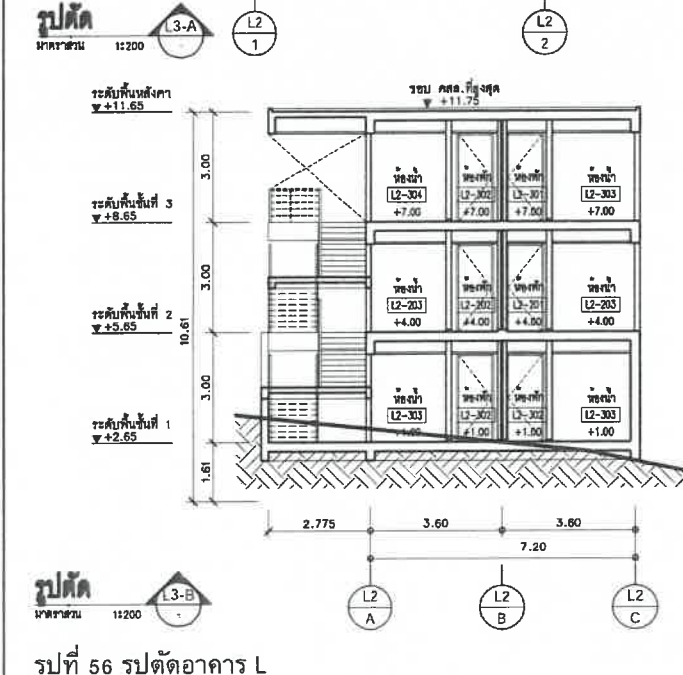 รูปตัด
มาตราส่วน 1:200
L3-A
L2
1
L2
2
ระดับพื้นหลังคา
+11.65
ขอบ คสล.ที่สูงสุด
+11.75
3.00
ห้องน้ำ ห้องพัก ห้องพัก ห้องน้ำ
L2-304 L2-302 L2-301 L2-303
+7.00 +7.00 +7.00 +7.00
ระดับพื้นชั้นที่ 3
+8.65
3.00
ห้องน้ำ ห้องพัก ห้องพัก ห้องน้ำ
L2-203 L2-202 L2-201 L2-203
+4.00 +4.00 +4.00 +4.00
ระดับพื้นชั้นที่ 2
+5.65
10.61
3.00
ห้องน้ำ ห้องพัก ห้องพัก ห้องน้ำ
L2-303 L2-302 L2-302 L2-303
+1.00 +1.00 +1.00
ระดับพื้นชั้นที่ 1
+2.65
1.61
2.775 3.60 3.60
7.20
รูปตัด
มาตราส่วน 1:200
L3-B
L2
A
L2
B
L2
C
รูปที่ 56 รูปตัดอาคาร L